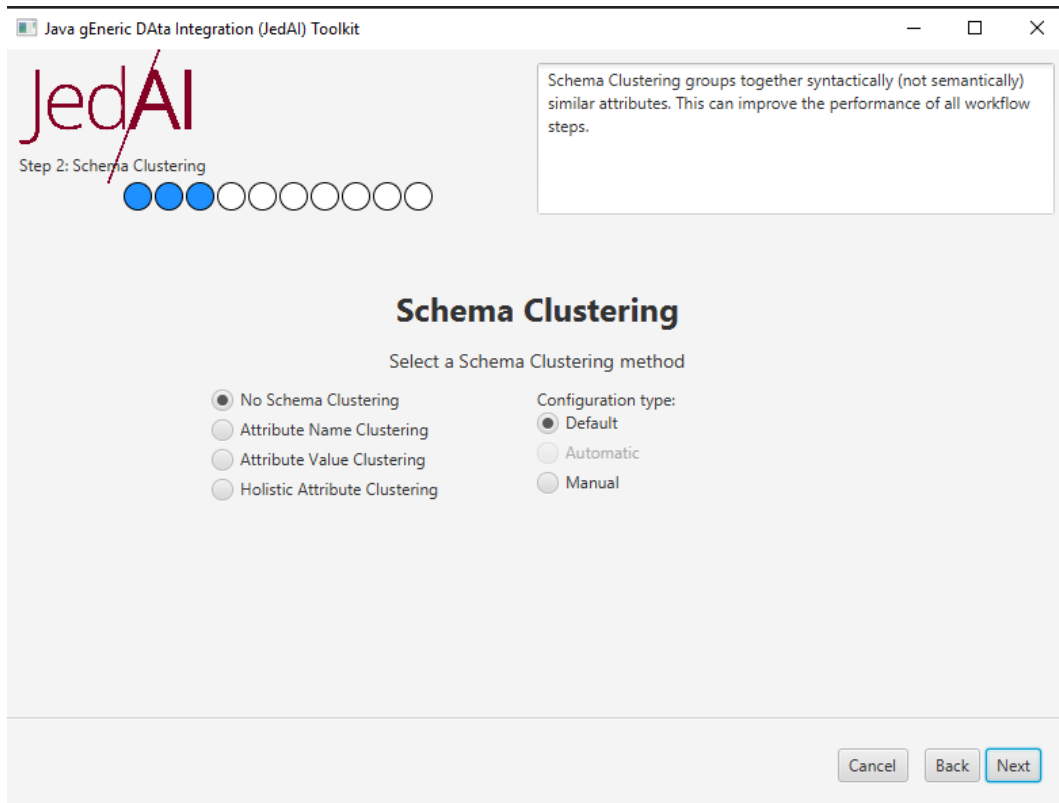 Java gEneric DAta Integration (JedAI) Toolkit
JedAI
Step 2: Schema Clustering
Schema Clustering groups together syntactically (not semantically)
similar attributes. This can improve the performance of all workflow
steps.
Schema Clustering
Select a Schema Clustering method
No Schema Clustering
Attribute Name Clustering
Attribute Value Clustering
Holistic Attribute Clustering
Configuration type:
Default
Automatic
Manual
Cancel Back Next